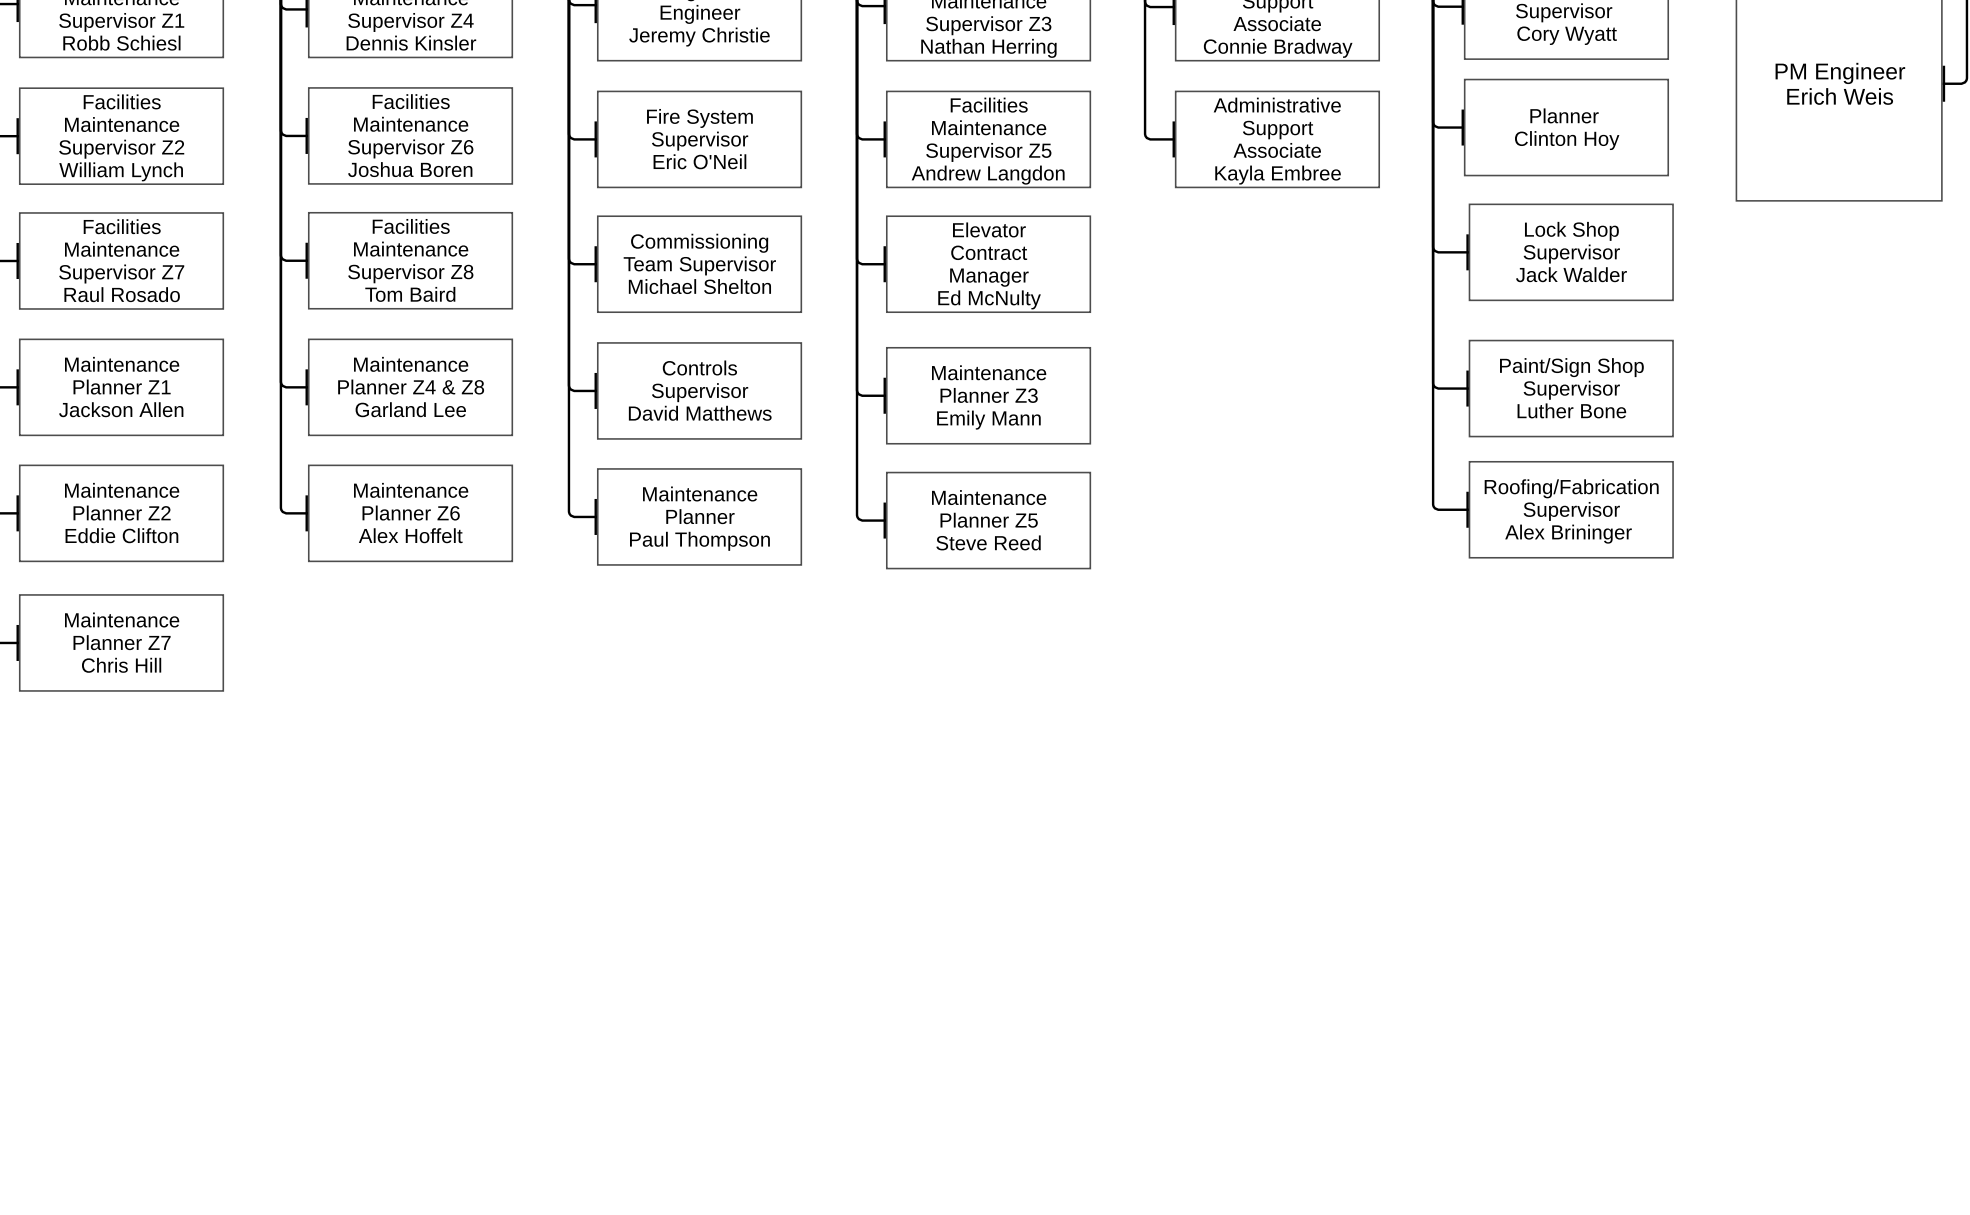 Maintenance
Supervisor Z1
Robb Schiesl
Facilities
Maintenance
Supervisor Z2
William Lynch
Facilities
Maintenance
Supervisor Z7
Raul Rosado
Maintenance
Planner Z1
Jackson Allen
Maintenance
Planner Z2
Eddie Clifton
Maintenance
Planner Z7
Chris Hill
Maintenance
Supervisor Z4
Dennis Kinsler
Facilities
Maintenance
Supervisor Z6
Joshua Boren
Facilities
Maintenance
Supervisor Z8
Tom Baird
Maintenance
Planner Z4 & Z8
Garland Lee
Maintenance
Planner Z6
Alex Hoffelt
Engineer
Jeremy Christie
Fire System
Supervisor
Eric O'Neil
Commissioning
Team Supervisor
Michael Shelton
Controls
Supervisor
David Matthews
Maintenance
Planner
Paul Thompson
Maintenance
Supervisor Z3
Nathan Herring
Facilities
Maintenance
Supervisor Z5
Andrew Langdon
Elevator
Contract
Manager
Ed McNulty
Maintenance
Planner Z3
Emily Mann
Maintenance
Planner Z5
Steve Reed
Support
Associate
Connie Bradway
Administrative
Support
Associate
Kayla Embree
Supervisor
Cory Wyatt
Planner
Clinton Hoy
Lock Shop
Supervisor
Jack Walder
Paint/Sign Shop
Supervisor
Luther Bone
Roofing/Fabrication
Supervisor
Alex Brininger
PM Engineer
Erich Weis